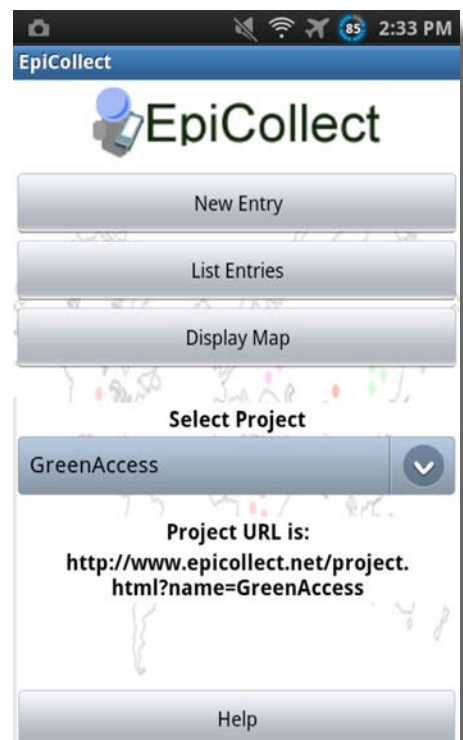 85 2:33 PM
EpiCollect
EpiCollect
New Entry
List Entries
Display Map
Select Project
GreenAccess
Project URL is:
http://www.epicollect.net/project.
html?name=GreenAccess
Help